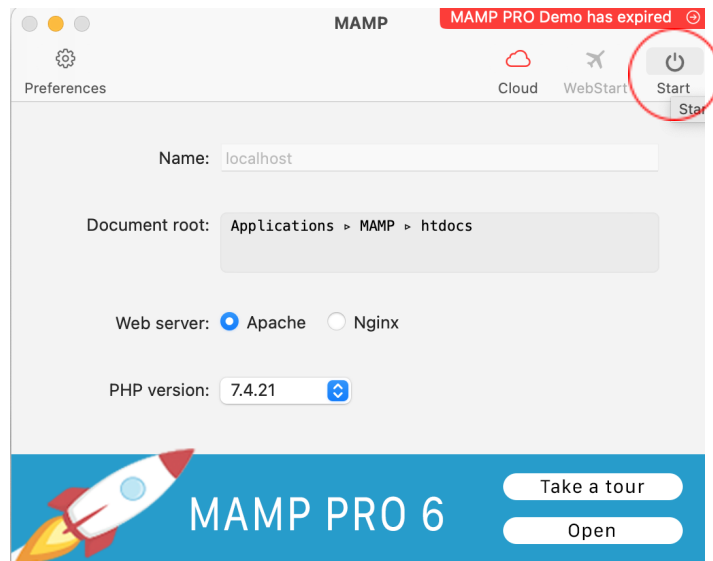 MAMP
MAMP PRO Demo has expired
Preferences
Cloud
WebStart
Start
Star
Name: localhost
Document root: Applications ▹ MAMP ▹ htdocs
Web server: Apache Nginx
PHP version: 7.4.21
MAMP PRO 6
Take a tour
Open